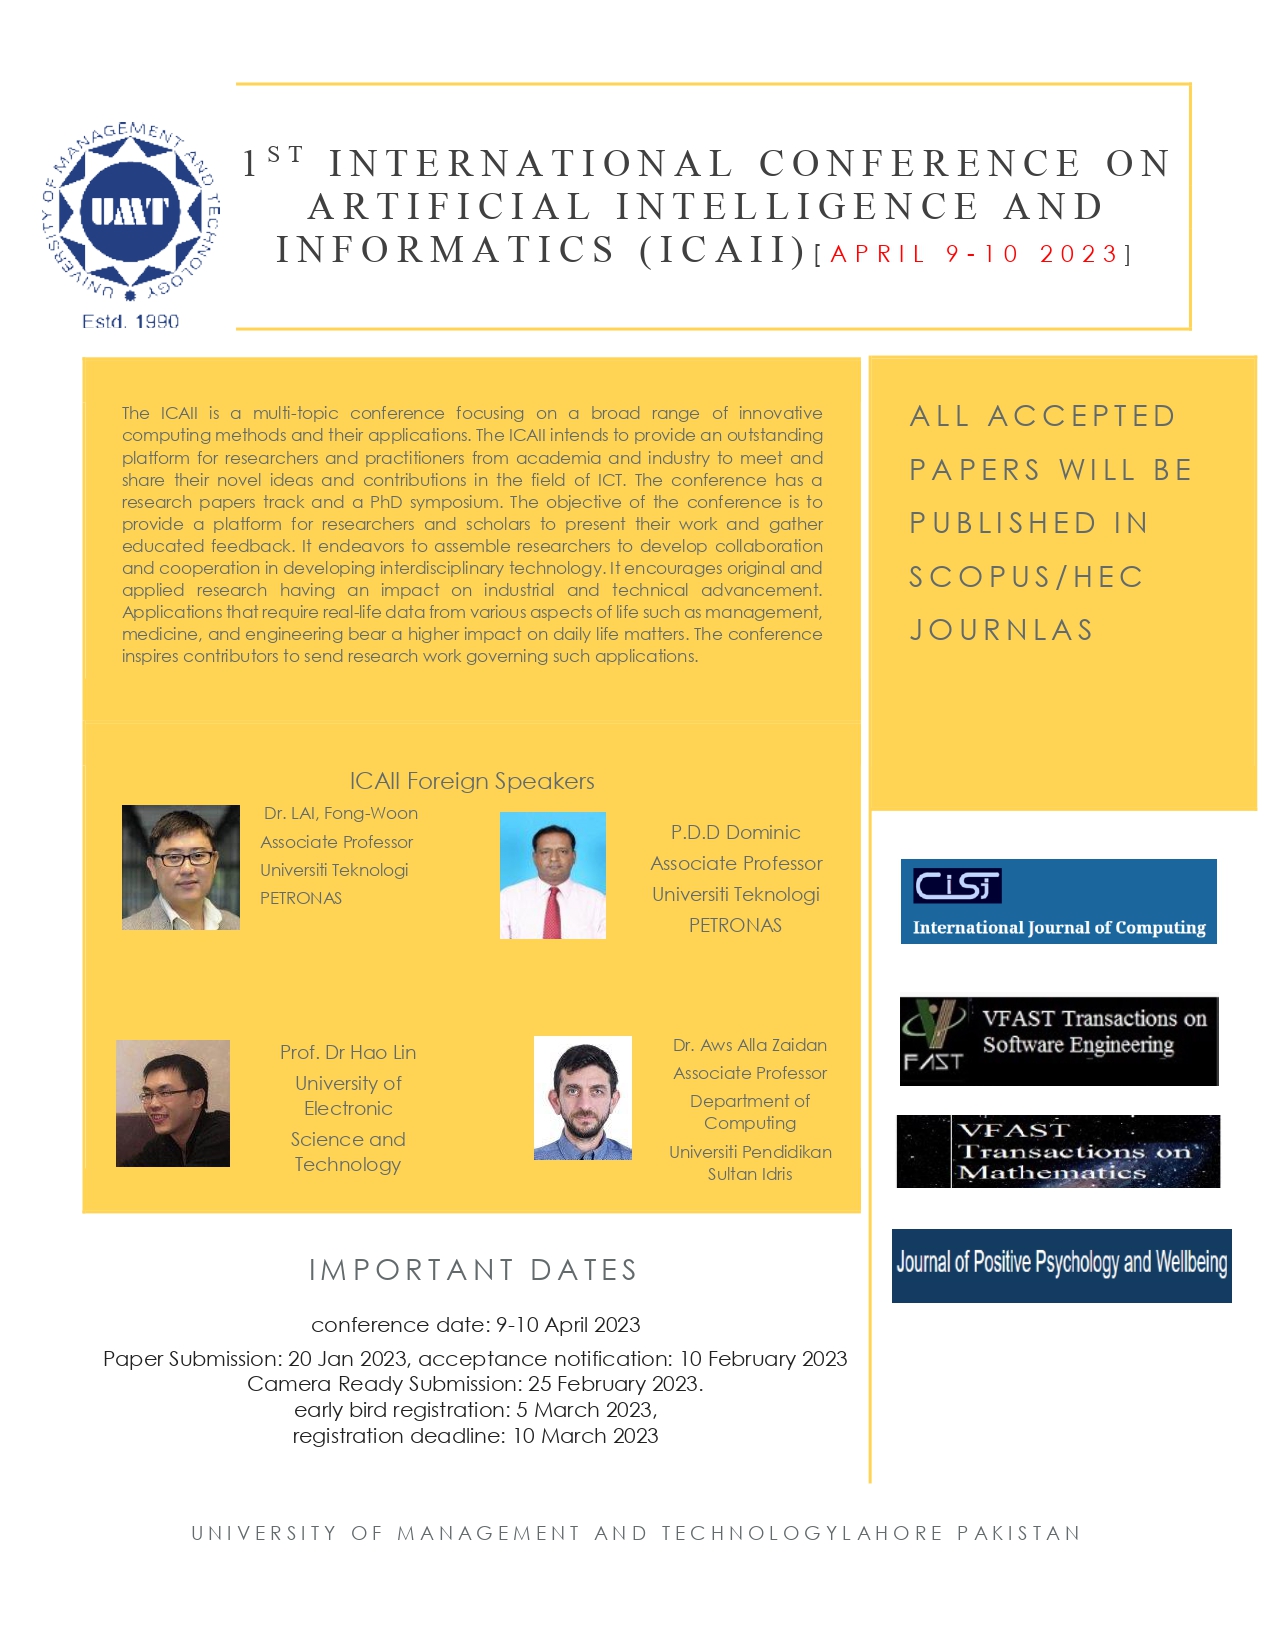 UNIVERSITY OF MANAGEMENT AND TECHNOLOGY
UMT
Estd. 1990
1ST INTERNATIONAL CONFERENCE ON
ARTIFICIAL INTELLIGENCE AND
INFORMATICS (ICAII)[APRIL 9-10 2023]
The ICAII is a multi-topic conference focusing on a broad range of innovative
computing methods and their applications. The ICAII intends to provide an outstanding
platform for researchers and practitioners from academia and industry to meet and
share their novel ideas and contributions in the field of ICT. The conference has a
research papers track and a PhD symposium. The objective of the conference is to
provide a platform for researchers and scholars to present their work and gather
educated feedback. It endeavors to assemble researchers to develop collaboration
and cooperation in developing interdisciplinary technology. It encourages original and
applied research having an impact on industrial and technical advancement.
Applications that require real-life data from various aspects of life such as management,
medicine, and engineering bear a higher impact on daily life matters. The conference
inspires contributors to send research work governing such applications.
ICAII Foreign Speakers
Dr. LAI, Fong-Woon
Associate Professor
Universiti Teknologi
PETRONAS
P.D.D Dominic
Associate Professor
Universiti Teknologi
PETRONAS
Prof. Dr Hao Lin
University of
Electronic
Science and
Technology
Dr. Aws Alla Zaidan
Associate Professor
Department of
Computing
Universiti Pendidikan
Sultan Idris
IMPORTANT DATES
conference date: 9-10 April 2023
Paper Submission: 20 Jan 2023, acceptance notification: 10 February 2023
Camera Ready Submission: 25 February 2023.
early bird registration: 5 March 2023,
registration deadline: 10 March 2023
ALL ACCEPTED
PAPERS WILL BE
PUBLISHED IN
SCOPUS/HEC
JOURNLAS
CiSj
International Journal of Computing
FAST
VFAST Transactions on
Software Engineering
VFAST
Transactions on
Mathematics
Journal of Positive Psychology and Wellbeing
UNIVERSITY OF MANAGEMENT AND TECHNOLOGYLAHORE PAKISTAN